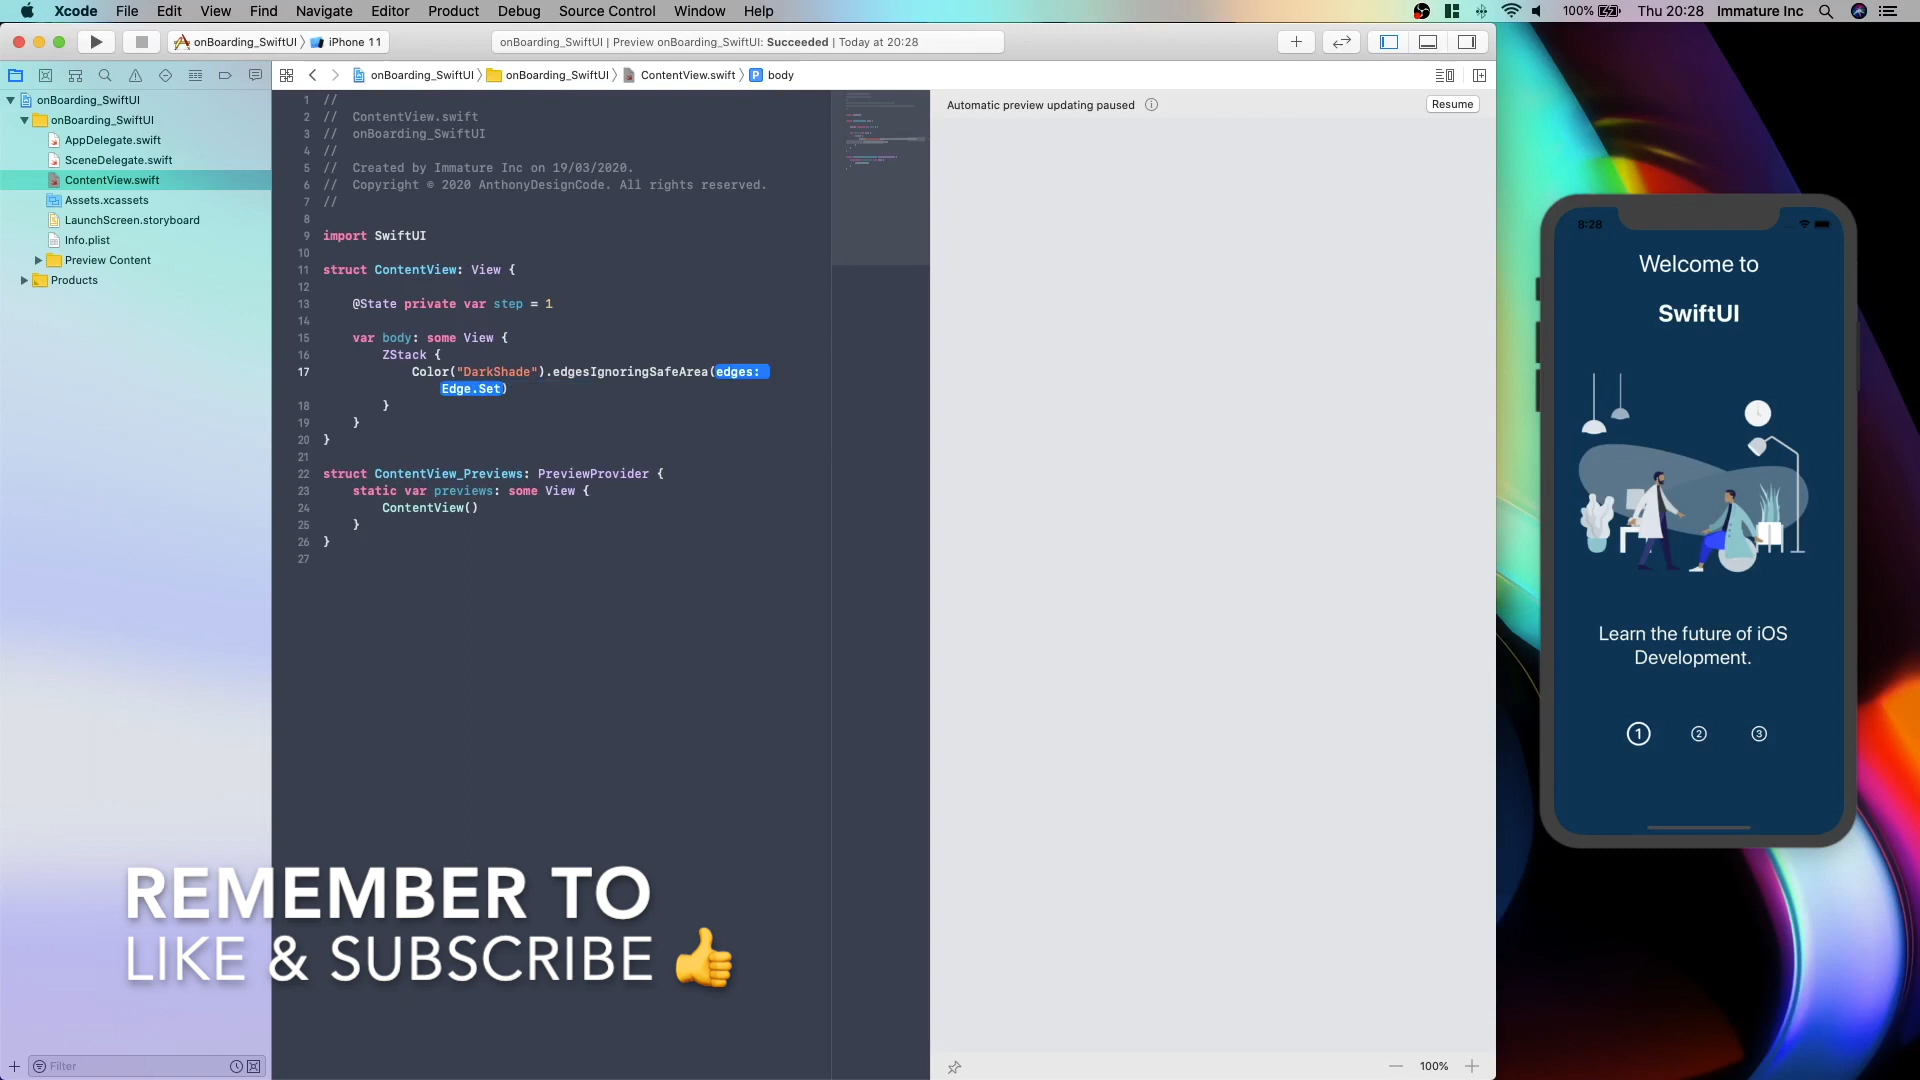 Xcode File Edit View Find Navigate Editor Product Debug Source Control Window Help
100% Thu 20:28 Immature Inc
onBoarding_SwiftUI iPhone 11
onBoarding_SwiftUI | Preview onBoarding_SwiftUI: Succeeded | Today at 20:28
onBoarding_SwiftUI
onBoarding_SwiftUI
AppDelegate.swift
SceneDelegate.swift
ContentView.swift
Assets.xcassets
LaunchScreen.storyboard
Info.plist
Preview Content
Products
Filter
onBoarding_SwiftUI onBoarding_SwiftUI ContentView.swift P body
1 //
2 // ContentView.swift
3 // onBoarding_SwiftUI
4 //
5 // Created by Immature Inc on 19/03/2020.
6 // Copyright © 2020 AnthonyDesignCode. All rights reserved.
7 //
8
9 import SwiftUI
10
11 struct ContentView: View {
12
13 @State private var step = 1
14
15 var body: some View {
16 ZStack {
17 Color("DarkShade").edgesIgnoringSafeArea(edges:
Edge.Set)
18 }
19 }
20 }
21
22 struct ContentView_Previews: PreviewProvider {
23 static var previews: some View {
24 ContentView()
25 }
26 }
27
Automatic preview updating paused
Resume
100%
8:28
Welcome to
SwiftUI
Learn the future of iOS
Development.
1 2 3
REMEMBER TO
LIKE & SUBSCRIBE 👍